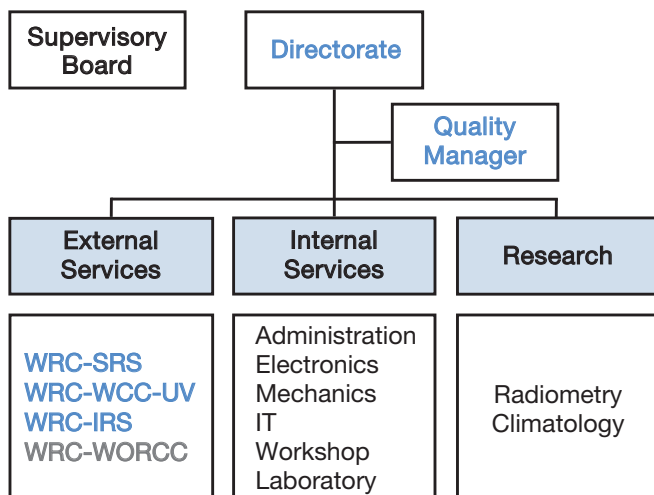 Supervisory
Board
Directorate
Quality
Manager
External
Services
Internal
Services
Research
WRC-SRS
WRC-WCC-UV
WRC-IRS
WRC-WORCC
Administration
Electronics
Mechanics
IT
Workshop
Laboratory
Radiometry
Climatology